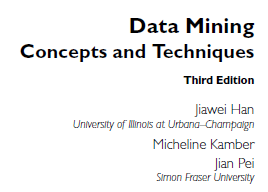 Data Mining
Concepts and Techniques
Third Edition
Jiawei Han
University of Illinois at Urbana–Champaign
Micheline Kamber
Jian Pei
Simon Fraser University